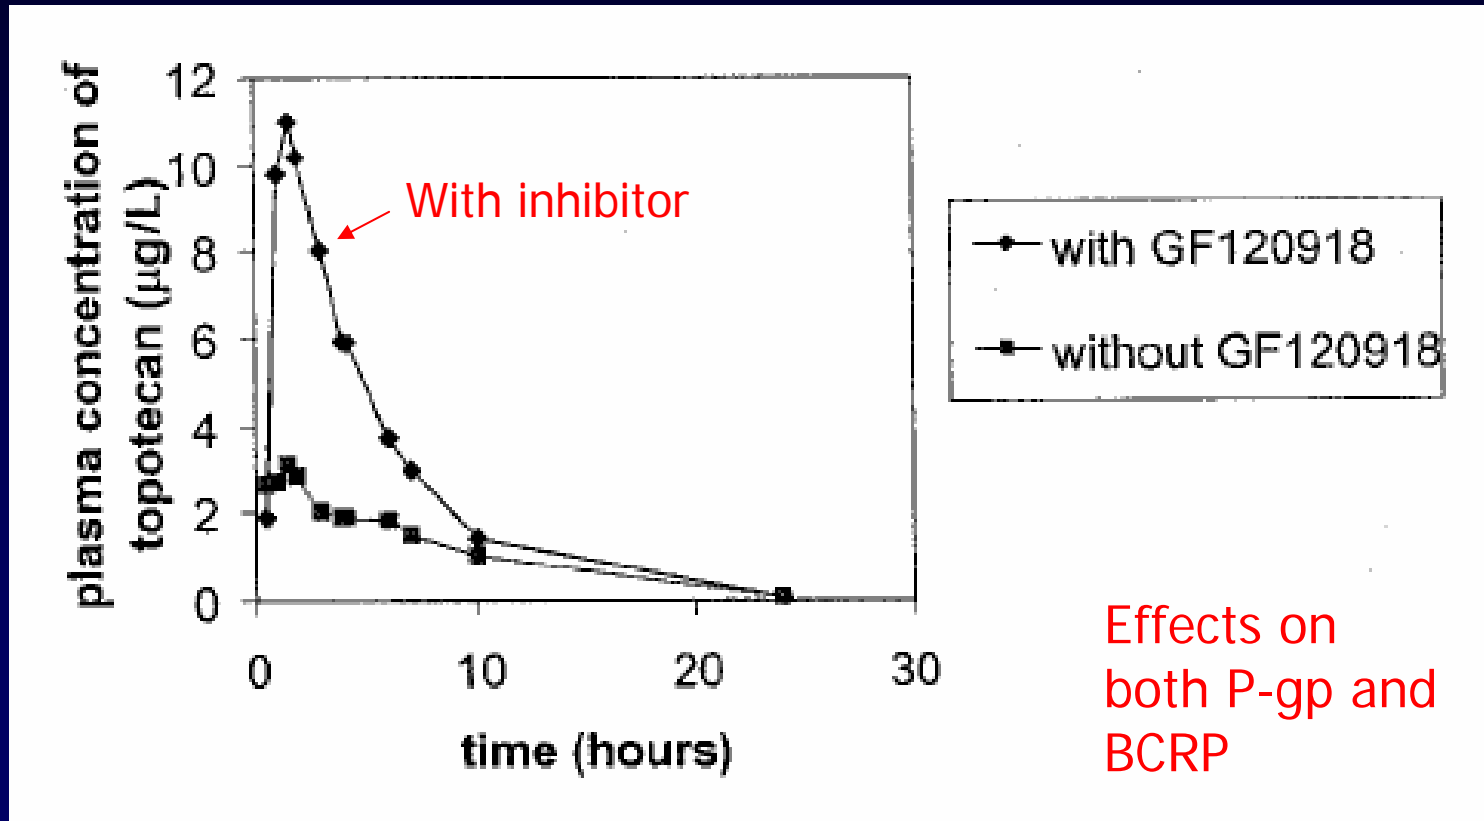 plasma concentration of
topotecan (µg/L)
12
10
8
6
4
2
0
0 10 20 30
time (hours)
With inhibitor
with GF120918
without GF120918
Effects on
both P-gp and
BCRP